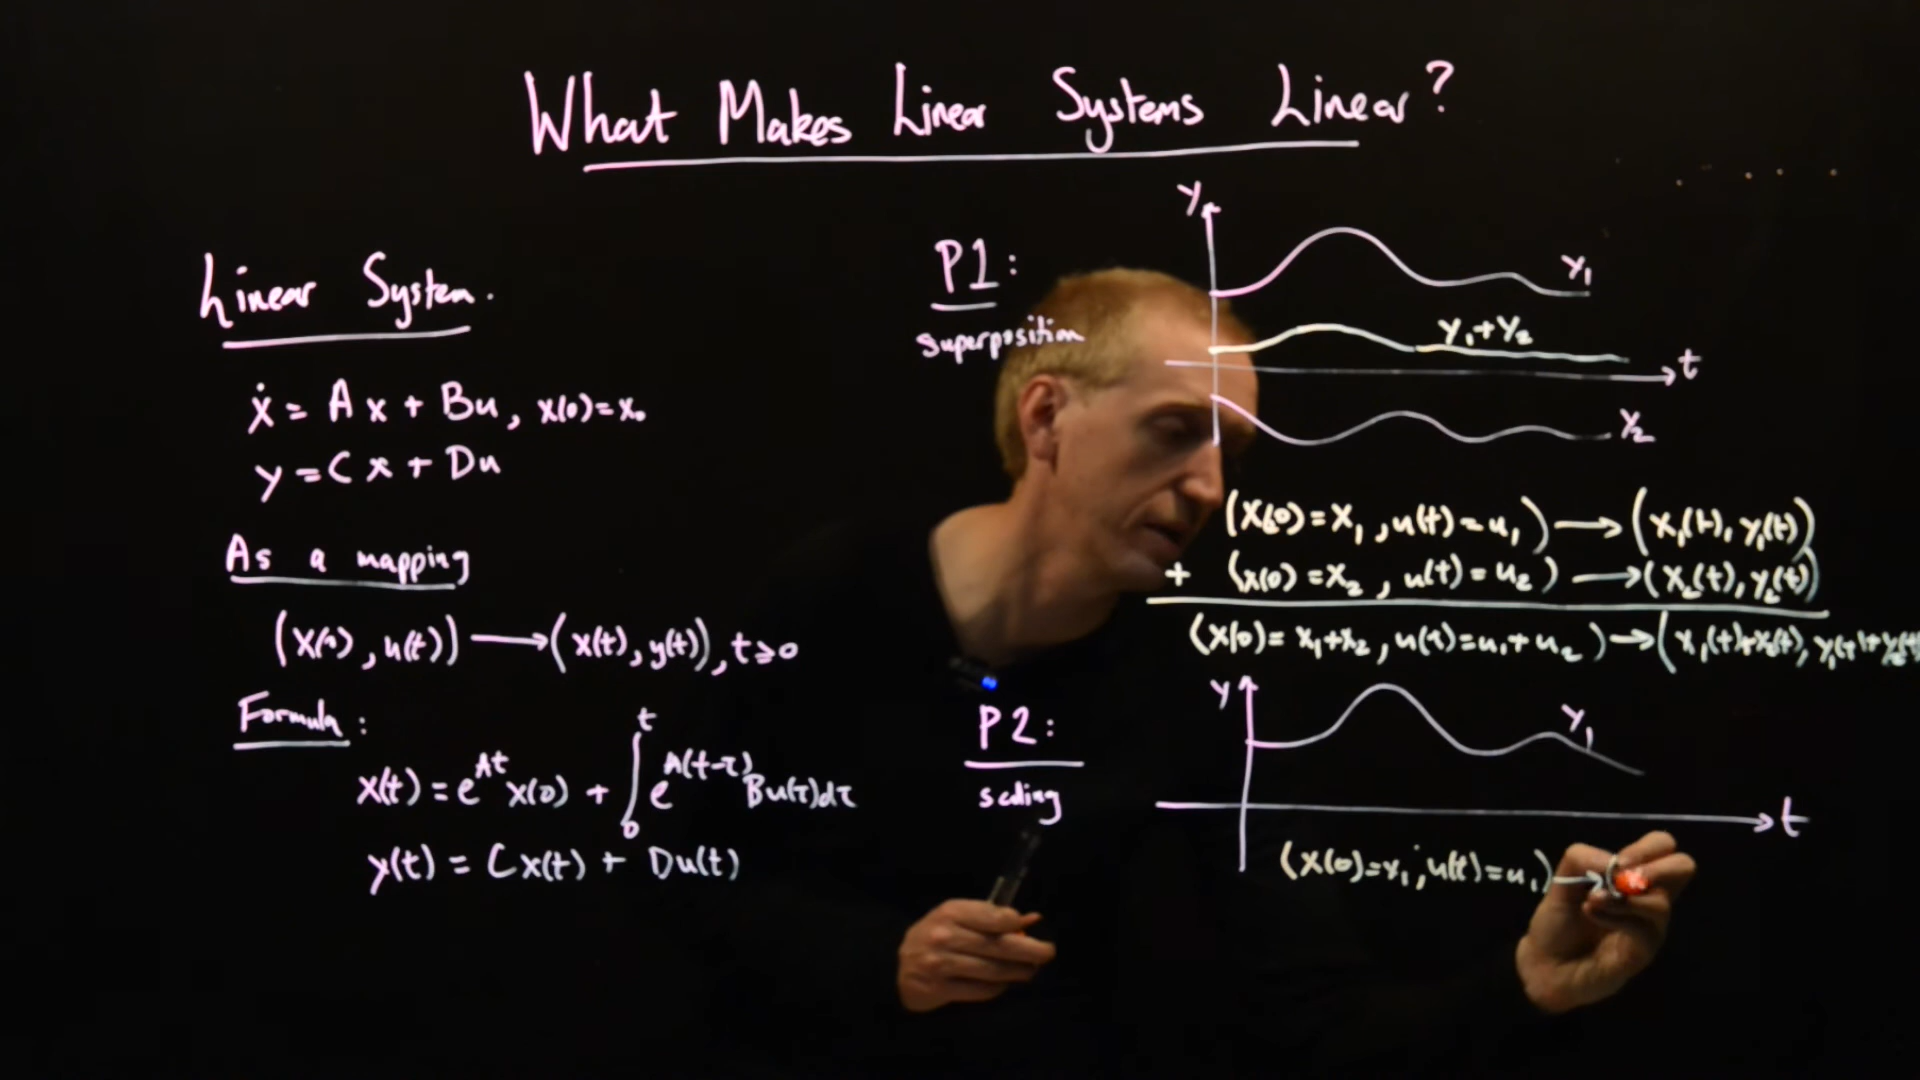 What Makes Linear Systems Linear?
Linear System.
ẋ = Ax + Bu, x(0)=x₀
y = Cx + Du
As a mapping
(x(0), u(t)) → (x(t), y(t)), t≥0
Formula:
x(t) = e^{At} x(0) + ∫₀ᵗ e^{A(t-τ)} Bu(τ)dτ
y(t) = Cx(t) + Du(t)
P1:
superposition
y
y₁
y₁+y₂
t
y₂
(x(0)=x₁, u(t)=u₁) → (x₁(t), y₁(t))
+ (x(0)=x₂, u(t)=u₂) → (x₂(t), y₂(t))
(x(0)=x₁+x₂, u(t)=u₁+u₂) → (x₁(t)+x₂(t), y₁(t)+y₂(t)
P2:
scaling
y
y₁
t
(x(0)=x₁, u(t)=u₁) → (